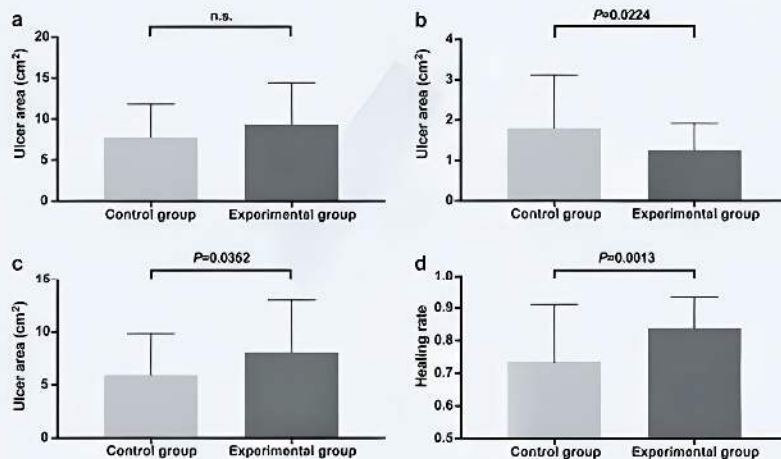 a
n.s.
Ulcer area (cm²)
20
15
10
5
0
Control group
Experimental group
b
P=0.0224
Ulcer area (cm²)
4
3
2
1
0
Control group
Experimental group
c
P=0.0362
Ulcer area (cm²)
15
10
5
0
Control group
Experimental group
d
P=0.0013
Healing rate
1.0
0.9
0.8
0.7
0.6
0.5
Control group
Experimental group